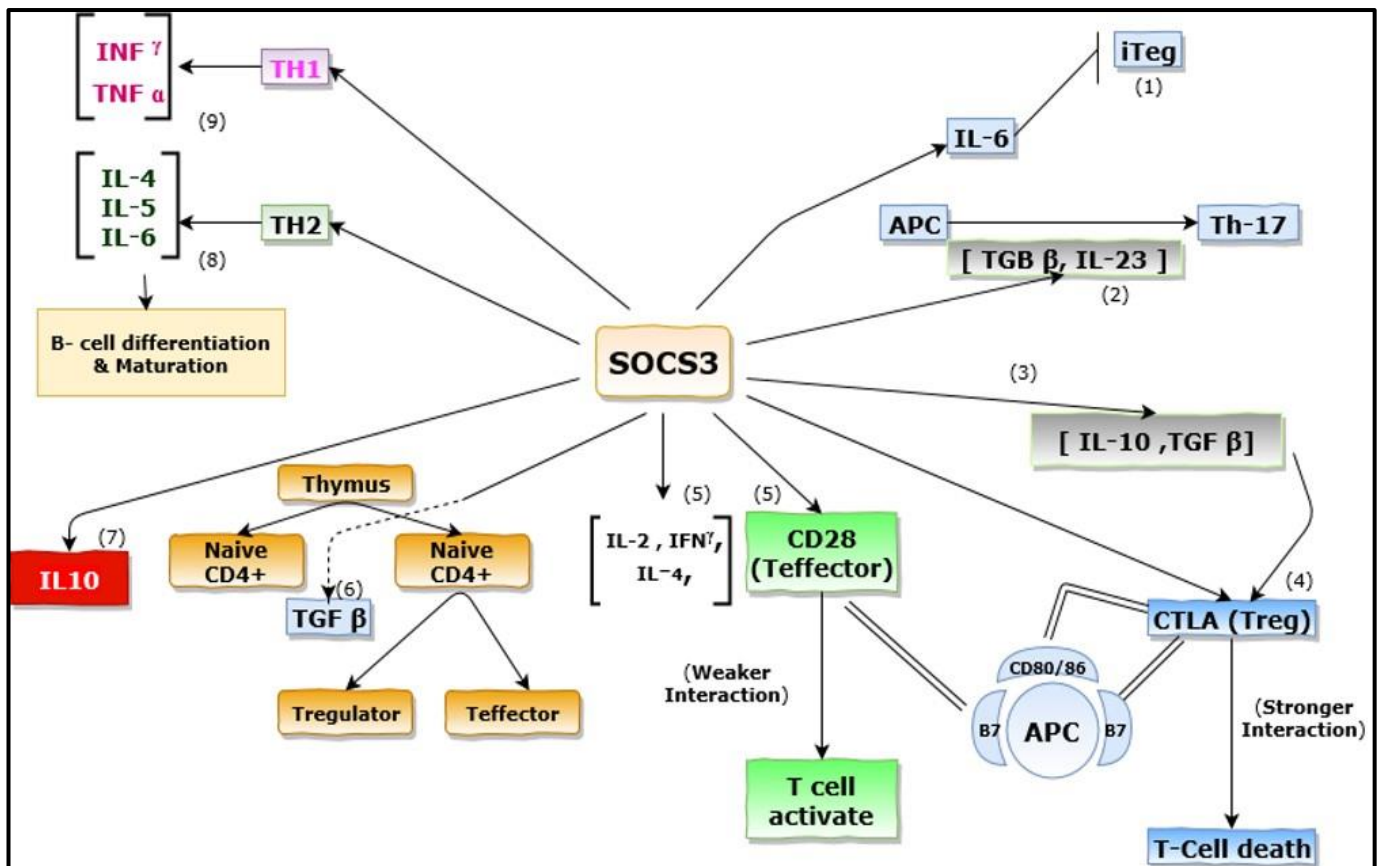 INF γ
TNF α
(9)
TH1
iTeg
(1)
IL-6
IL-4
IL-5
IL-6
(8)
TH2
APC
Th-17
[ TGB β, IL-23 ]
(2)
B- cell differentiation
& Maturation
SOCS3
(3)
[ IL-10 ,TGF β]
Thymus
(7)
IL10
Naive
CD4+
Naive
CD4+
(6)
TGF β
(5)
IL-2 , IFNγ,
IL-4,
(5)
CD28
(Teffector)
(4)
CTLA (Treg)
(Weaker
Interaction)
CD80/86
B7
APC
B7
(Stronger
Interaction)
Tregulator
Teffector
T cell
activate
T-Cell death